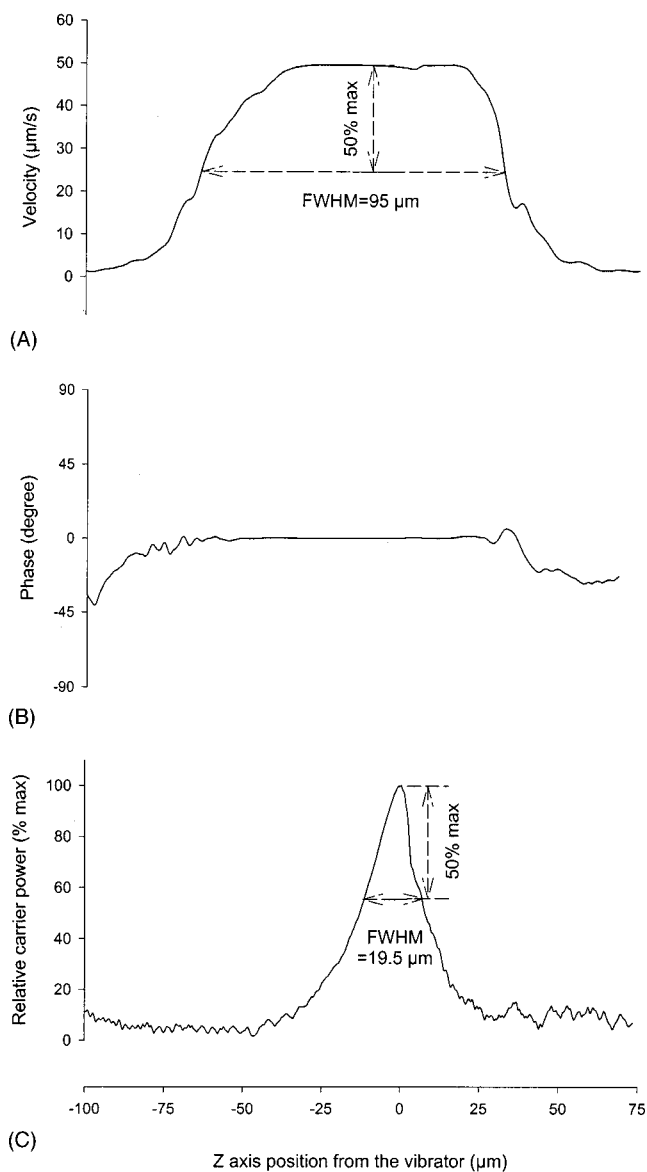 60
50
40
30
20
10
0
Velocity (µm/s)
50% max
FWHM=95 µm
(A)
90
45
0
-45
-90
Phase (degree)
(B)
100
80
60
40
20
0
Relative carrier power (% max)
50% max
FWHM
=19.5 µm
-100 -75 -50 -25 0 25 50 75
(C)
Z axis position from the vibrator (µm)